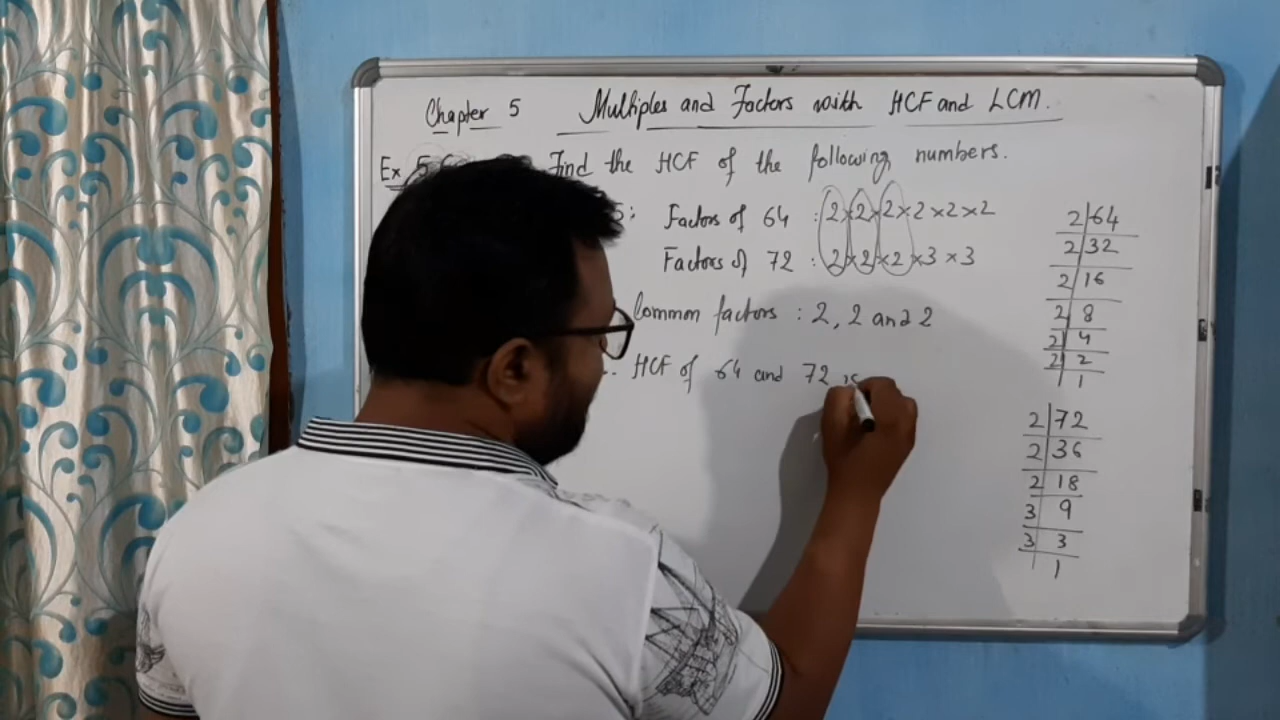 Chapter 5 Multiples and Factors with HCF and LCM.
Ex Find the HCF of the following numbers.
Factors of 64 : 2×2×2×2×2×2
Factors of 72 : 2×2×2×3×3
Common factors : 2, 2 and 2
HCF of 64 and 72 is
2 64
2 32
2 16
2 8
2 4
2 2
1
2 72
2 36
2 18
3 9
3 3
1